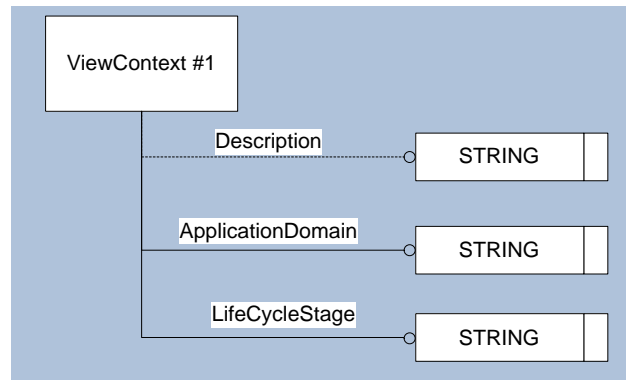 ViewContext #1
Description
STRING
ApplicationDomain
STRING
LifeCycleStage
STRING